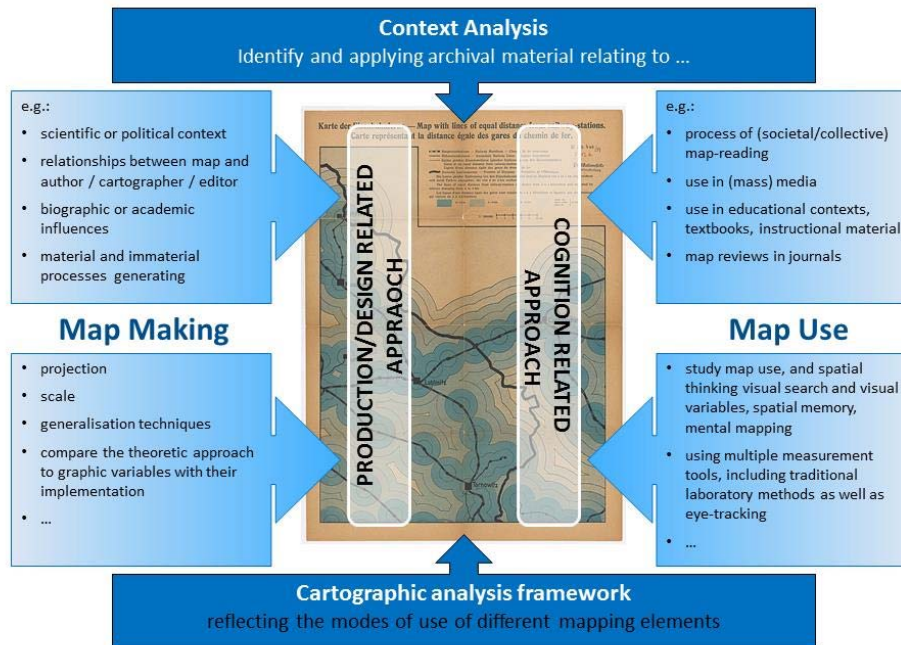 Context Analysis
Identify and applying archival material relating to ...
e.g.:
• scientific or political context
• relationships between map and
author / cartographer / editor
• biographic or academic
influences
• material and immaterial
processes generating
Map Making
• projection
• scale
• generalisation techniques
• compare the theoretic approach
to graphic variables with their
implementation
• ...
Karte der
Map with lines of equal distance
stations.
Carte représentant la distance égale des gares du chemin de fer.
PRODUCTION/DESIGN RELATED
APPRAOCH
COGNITION RELATED
APPROACH
Tarnowitz
e.g.:
• process of (societal/collective)
map-reading
• use in (mass) media
• use in educational contexts,
textbooks, instructional material
• map reviews in journals
Map Use
• study map use, and spatial
thinking visual search and visual
variables, spatial memory,
mental mapping
• using multiple measurement
tools, including traditional
laboratory methods as well as
eye-tracking
• ...
Cartographic analysis framework
reflecting the modes of use of different mapping elements